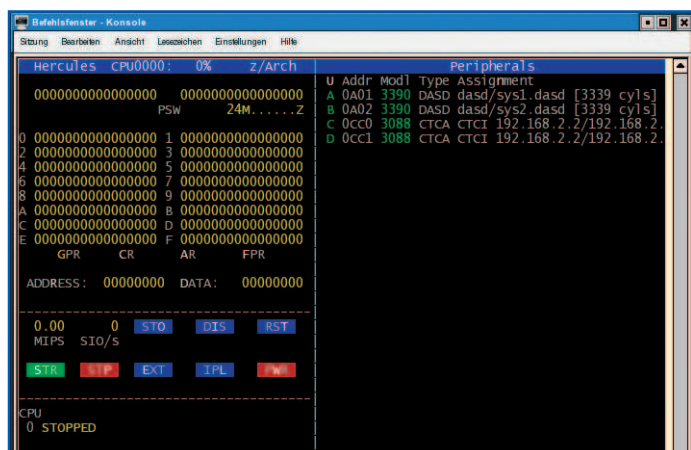 Befehlsfenster - Konsole
Sitzung Bearbeiten Ansicht Lesezeichen Einstellungen Hilfe
Hercules CPU0000: 0% z/Arch
0000000000000000 0000000000000000
PSW 24M......Z
0 0000000000000000 1 0000000000000000
2 0000000000000000 3 0000000000000000
4 0000000000000000 5 0000000000000000
6 0000000000000000 7 0000000000000000
8 0000000000000000 9 0000000000000000
A 0000000000000000 B 0000000000000000
C 0000000000000000 D 0000000000000000
E 0000000000000000 F 0000000000000000
GPR CR AR FPR
ADDRESS: 00000000 DATA: 00000000
0.00 0 STO DIS RST
MIPS SIO/s
STR STP EXT IPL PWR
CPU
0 STOPPED
Peripherals
U Addr Modl Type Assignment
A 0A01 3390 DASD dasd/sys1.dasd [3339 cyls]
B 0A02 3390 DASD dasd/sys2.dasd [3339 cyls]
C 0CC0 3088 CTCA CTCI 192.168.2.2/192.168.2.
D 0CC1 3088 CTCA CTCI 192.168.2.2/192.168.2.